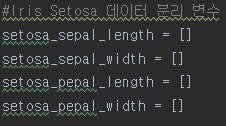 #Iris Setosa 데이터 분리 변수
setosa_sepal_length = []
setosa_sepal_width = []
setosa_pepal_length = []
setosa_pepal_width = []